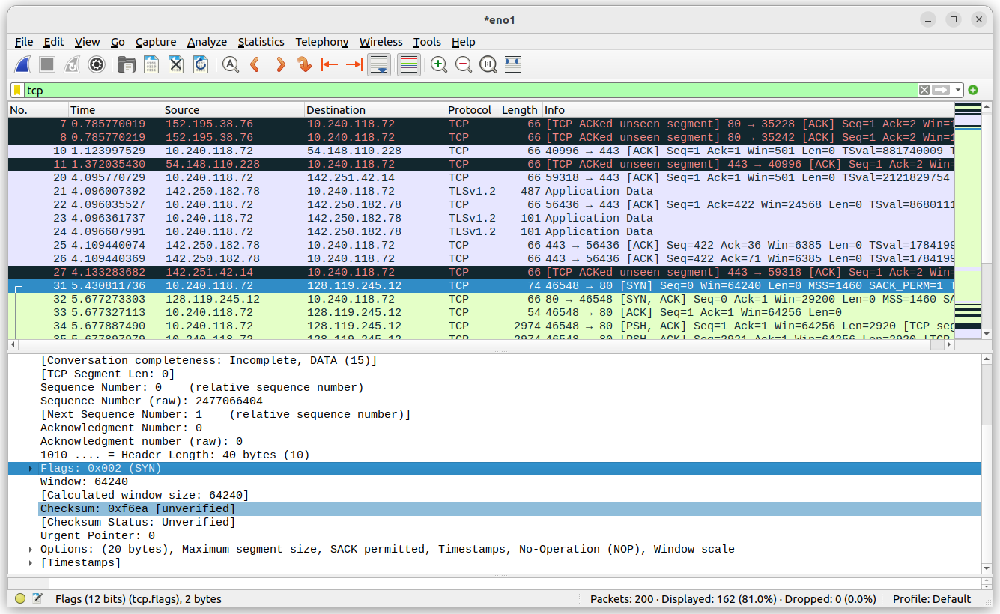 *eno1
File Edit View Go Capture Analyze Statistics Telephony Wireless Tools Help
tcp
No. Time Source Destination Protocol Length Info
7 0.785770019 152.195.38.76 10.240.118.72 TCP 66 [TCP ACKed unseen segment] 80 → 35228 [ACK] Seq=1 Ack=2 Win=1
8 0.785770219 152.195.38.76 10.240.118.72 TCP 66 [TCP ACKed unseen segment] 80 → 35242 [ACK] Seq=1 Ack=2 Win=1
10 1.123997529 10.240.118.72 54.148.110.228 TCP 66 40996 → 443 [ACK] Seq=1 Ack=1 Win=501 Len=0 TSval=881740009 T
11 1.372035430 54.148.110.228 10.240.118.72 TCP 66 [TCP ACKed unseen segment] 443 → 40996 [ACK] Seq=1 Ack=2 Win=
20 4.095770729 10.240.118.72 142.251.42.14 TCP 66 59318 → 443 [ACK] Seq=1 Ack=1 Win=501 Len=0 TSval=2121829754
21 4.096007392 142.250.182.78 10.240.118.72 TLSv1.2 487 Application Data
22 4.096035527 10.240.118.72 142.250.182.78 TCP 66 56436 → 443 [ACK] Seq=1 Ack=422 Win=24568 Len=0 TSval=8680111
23 4.096361737 10.240.118.72 142.250.182.78 TLSv1.2 101 Application Data
24 4.096607991 10.240.118.72 142.250.182.78 TLSv1.2 101 Application Data
25 4.109440074 142.250.182.78 10.240.118.72 TCP 66 443 → 56436 [ACK] Seq=422 Ack=36 Win=6385 Len=0 TSval=1784199
26 4.109440369 142.250.182.78 10.240.118.72 TCP 66 443 → 56436 [ACK] Seq=422 Ack=71 Win=6385 Len=0 TSval=1784199
27 4.133283682 142.251.42.14 10.240.118.72 TCP 66 [TCP ACKed unseen segment] 443 → 59318 [ACK] Seq=1 Ack=2 Win=
31 5.430811736 10.240.118.72 128.119.245.12 TCP 74 46548 → 80 [SYN] Seq=0 Win=64240 Len=0 MSS=1460 SACK_PERM=1 T
32 5.677273303 128.119.245.12 10.240.118.72 TCP 66 80 → 46548 [SYN, ACK] Seq=0 Ack=1 Win=29200 Len=0 MSS=1460 SA
33 5.677327113 10.240.118.72 128.119.245.12 TCP 54 46548 → 80 [ACK] Seq=1 Ack=1 Win=64256 Len=0
34 5.677887490 10.240.118.72 128.119.245.12 TCP 2974 46548 → 80 [PSH, ACK] Seq=1 Ack=1 Win=64256 Len=2920 [TCP seg
35 5.677897979 10.240.118.72 128.119.245.12 TCP 2974 46548 → 80 [PSH, ACK] Seq=2921 Ack=1 Win=64256 Len=2920 [TCP
[Conversation completeness: Incomplete, DATA (15)]
[TCP Segment Len: 0]
Sequence Number: 0 (relative sequence number)
Sequence Number (raw): 2477066404
[Next Sequence Number: 1 (relative sequence number)]
Acknowledgment Number: 0
Acknowledgment number (raw): 0
1010 .... = Header Length: 40 bytes (10)
Flags: 0x002 (SYN)
Window: 64240
[Calculated window size: 64240]
Checksum: 0xf6ea [unverified]
[Checksum Status: Unverified]
Urgent Pointer: 0
Options: (20 bytes), Maximum segment size, SACK permitted, Timestamps, No-Operation (NOP), Window scale
[Timestamps]
Flags (12 bits) (tcp.flags), 2 bytes Packets: 200 · Displayed: 162 (81.0%) · Dropped: 0 (0.0%) Profile: Default